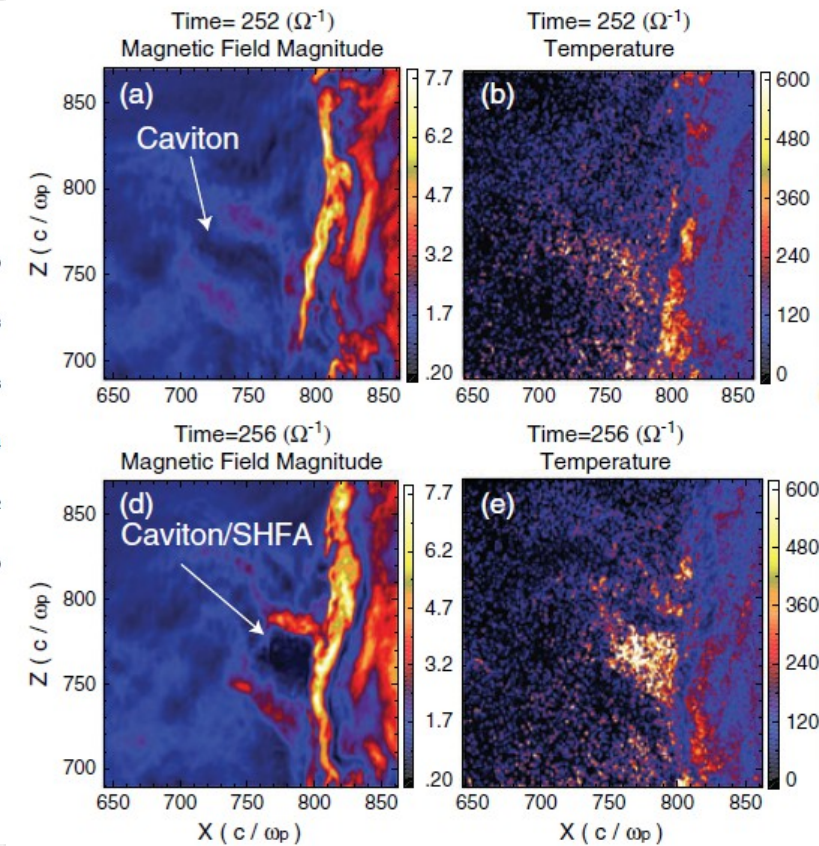 Time= 252 (Ω⁻¹)
Magnetic Field Magnitude
Time= 252 (Ω⁻¹)
Temperature
(a)
Caviton
850
800
750
700
Z ( c / ωp )
650 700 750 800 850
7.7
6.2
4.7
3.2
1.7
.20
(b)
650 700 750 800 850
600
480
360
240
120
0
Time=256 (Ω⁻¹)
Magnetic Field Magnitude
Time=256 (Ω⁻¹)
Temperature
(d)
Caviton/SHFA
850
800
750
700
Z ( c / ωp )
650 700 750 800 850
X ( c / ωp )
7.7
6.2
4.7
3.2
1.7
.20
(e)
650 700 750 800 850
X ( c / ωp )
600
480
360
240
120
0